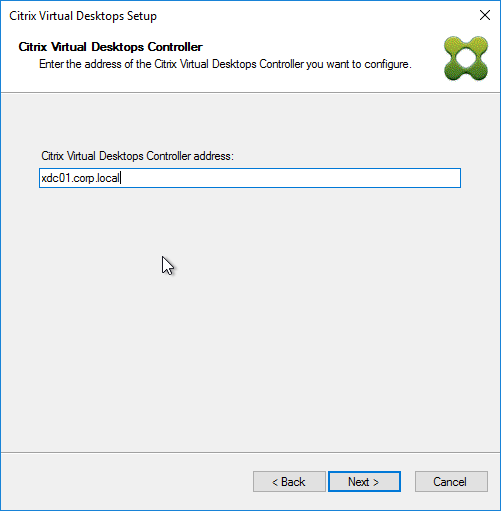 Citrix Virtual Desktops Setup
Citrix Virtual Desktops Controller
Enter the address of the Citrix Virtual Desktops Controller you want to configure.
Citrix Virtual Desktops Controller address:
xdc01.corp.local
< Back
Next >
Cancel